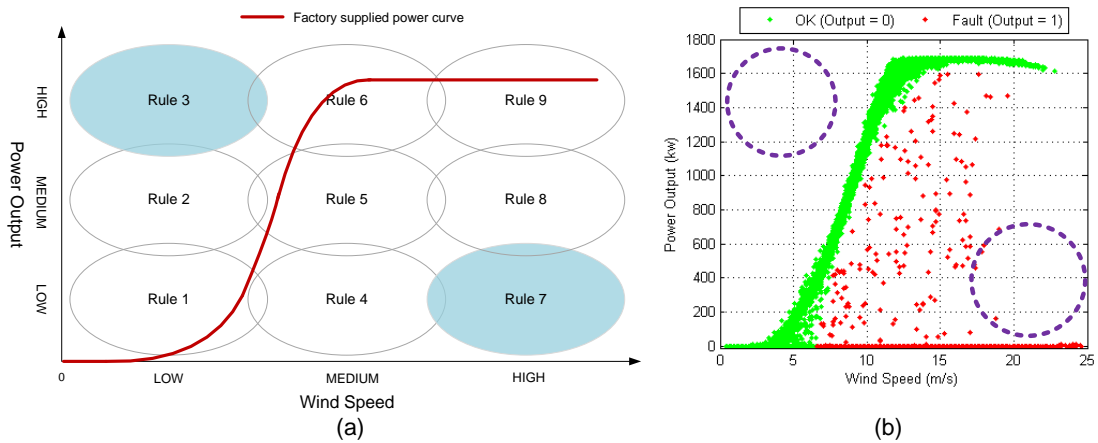 Factory supplied power curve
Power Output
HIGH
MEDIUM
LOW
Rule 3
Rule 6
Rule 9
Rule 2
Rule 5
Rule 8
Rule 1
Rule 4
Rule 7
0
LOW
MEDIUM
HIGH
Wind Speed
(a)
OK (Output = 0)
Fault (Output = 1)
Power Output (kw)
1800
1600
1400
1200
1000
800
600
400
200
0
0
5
10
15
20
25
Wind Speed (m/s)
(b)